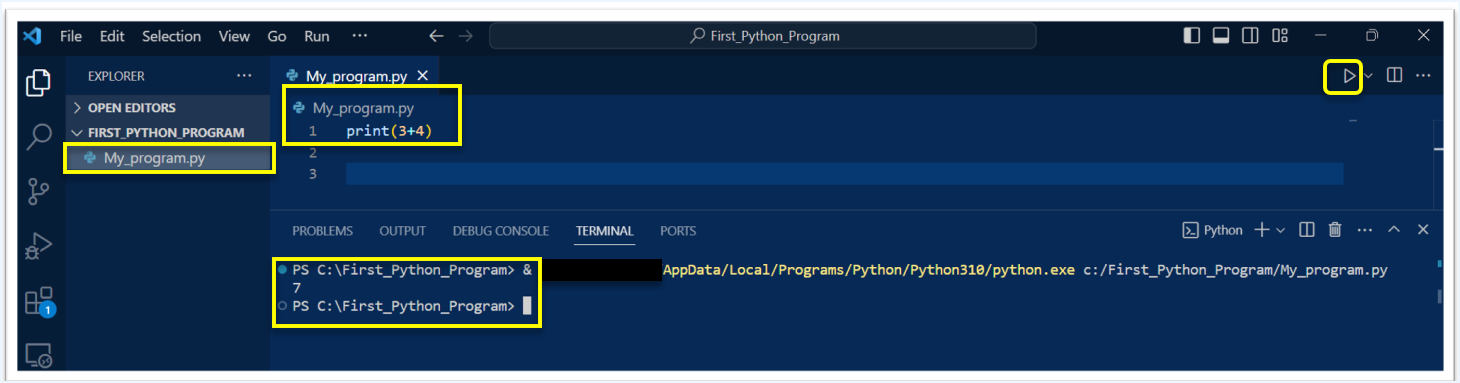 File Edit Selection View Go Run ··· First_Python_Program
EXPLORER ···
My_program.py
OPEN EDITORS
FIRST_PYTHON_PROGRAM
My_program.py
My_program.py
1 print(3+4)
2
3
PROBLEMS OUTPUT DEBUG CONSOLE TERMINAL PORTS Python
PS C:\First_Python_Program> & AppData/Local/Programs/Python/Python310/python.exe c:/First_Python_Program/My_program.py
7
PS C:\First_Python_Program>
1